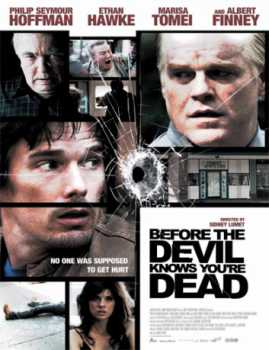 PHILIP SEYMOUR HOFFMAN
ETHAN HAWKE
MARISA TOMEI
AND ALBERT FINNEY
DIRECTED BY
SIDNEY LUMET
BEFORE THE
DEVIL
KNOWS YOU'RE
DEAD
NO ONE WAS SUPPOSED
TO GET HURT